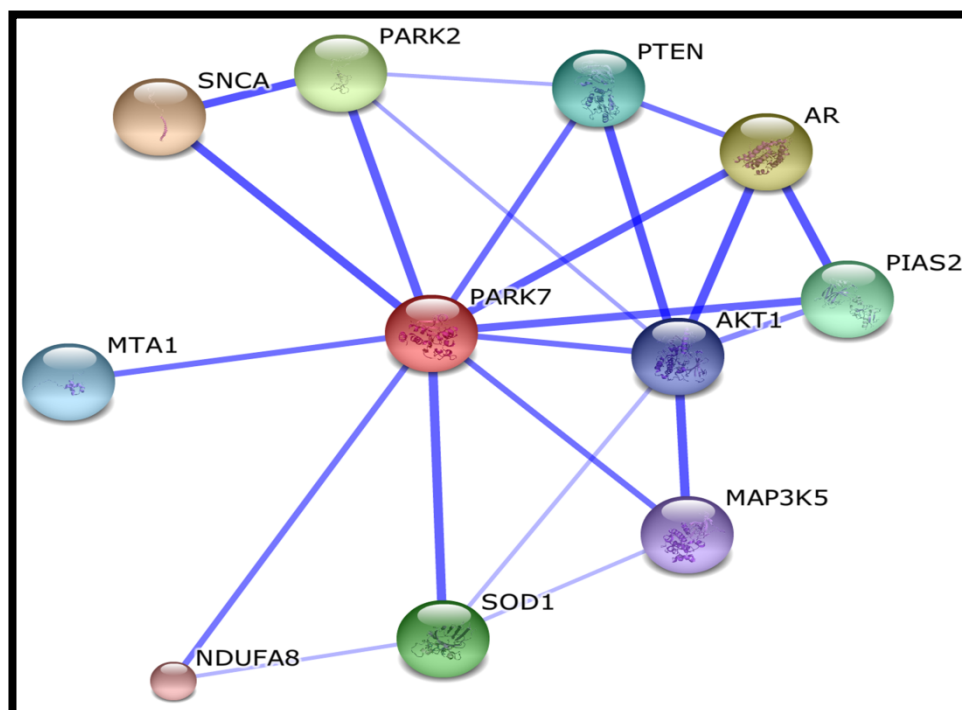 PARK2
PTEN
SNCA
AR
PIAS2
PARK7
AKT1
MTA1
MAP3K5
SOD1
NDUFA8